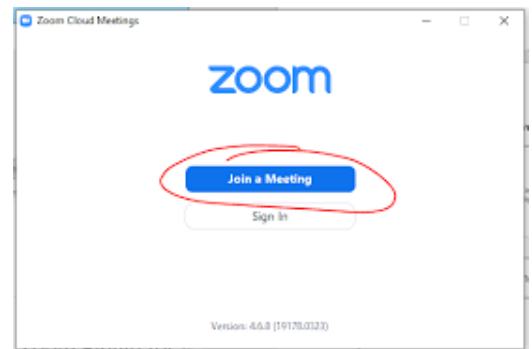 Zoom Cloud Meetings
zoom
Join a Meeting
Sign In
Version: 4.6.8 (19178.0323)